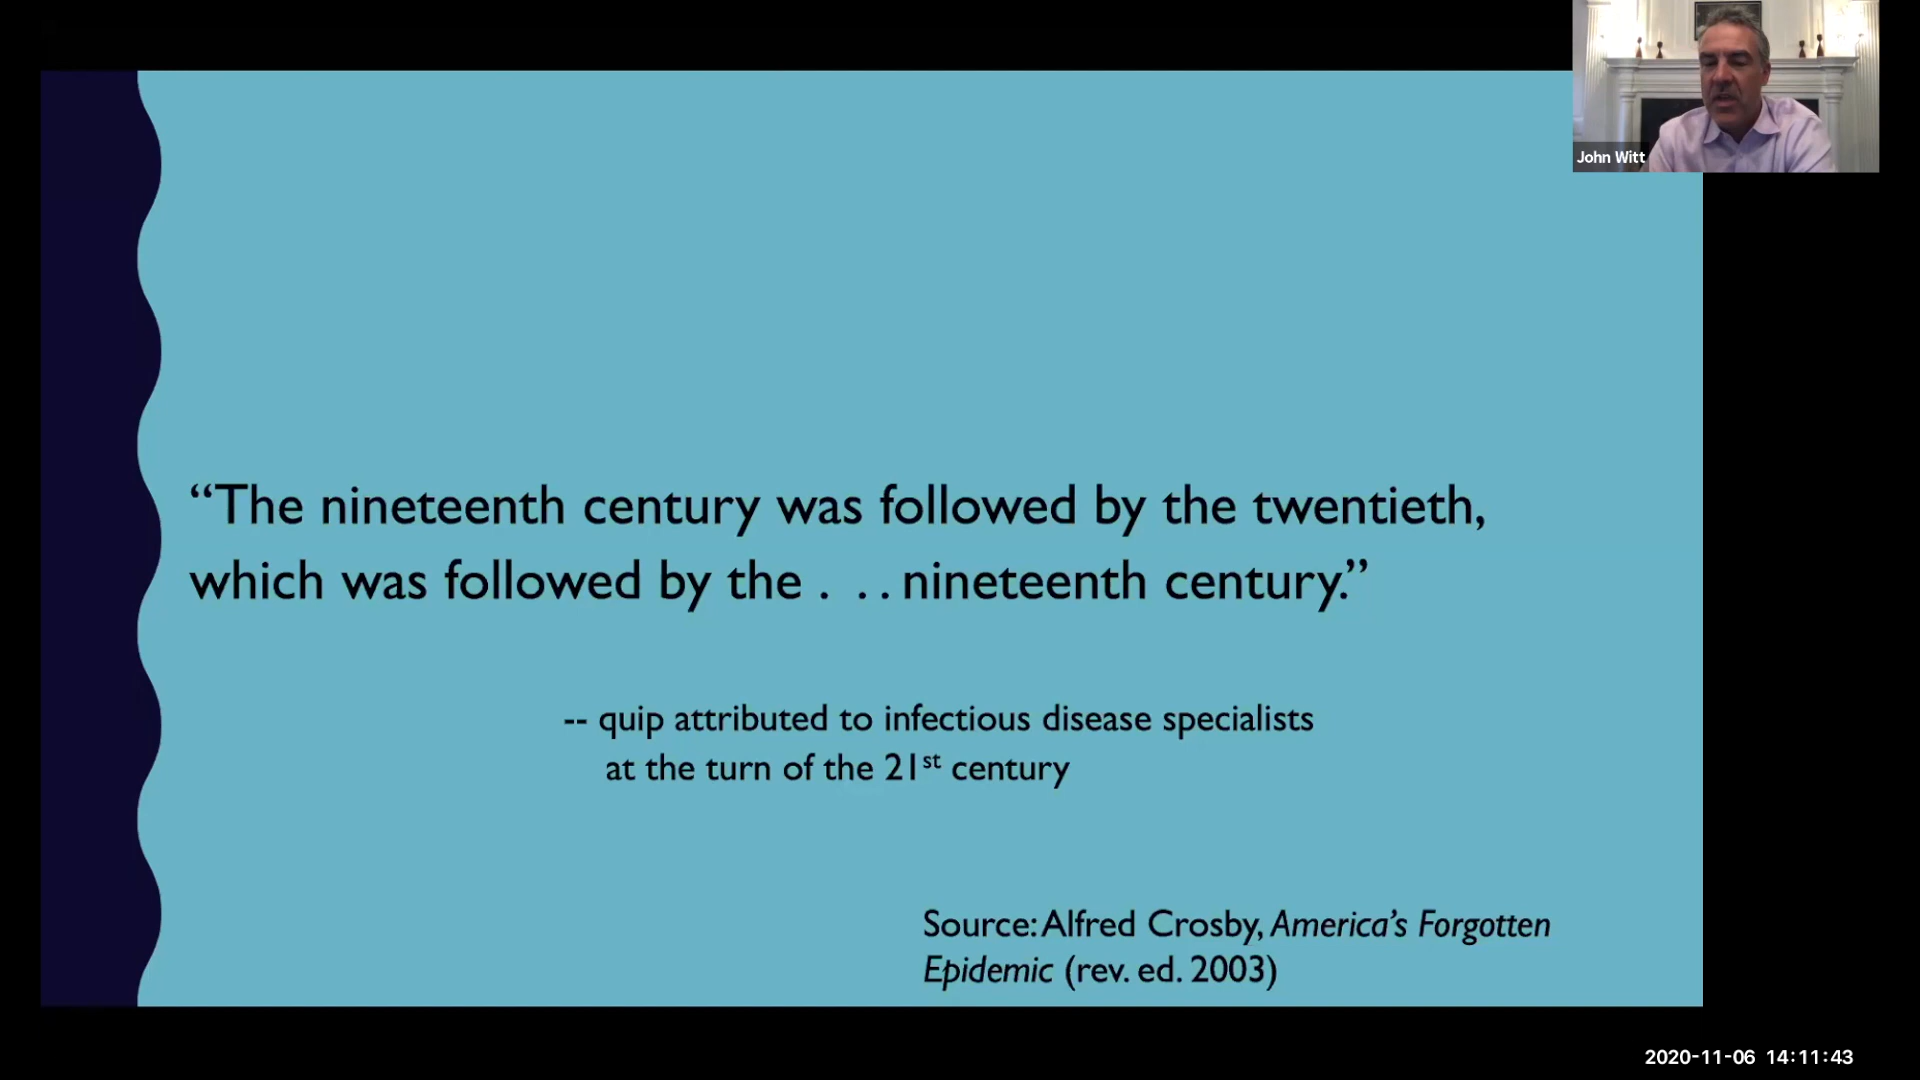 John Witt
“The nineteenth century was followed by the twentieth,
which was followed by the . . . nineteenth century.”
-- quip attributed to infectious disease specialists
at the turn of the 21st century
Source: Alfred Crosby, America’s Forgotten
Epidemic (rev. ed. 2003)
2020-11-06 14:11:43